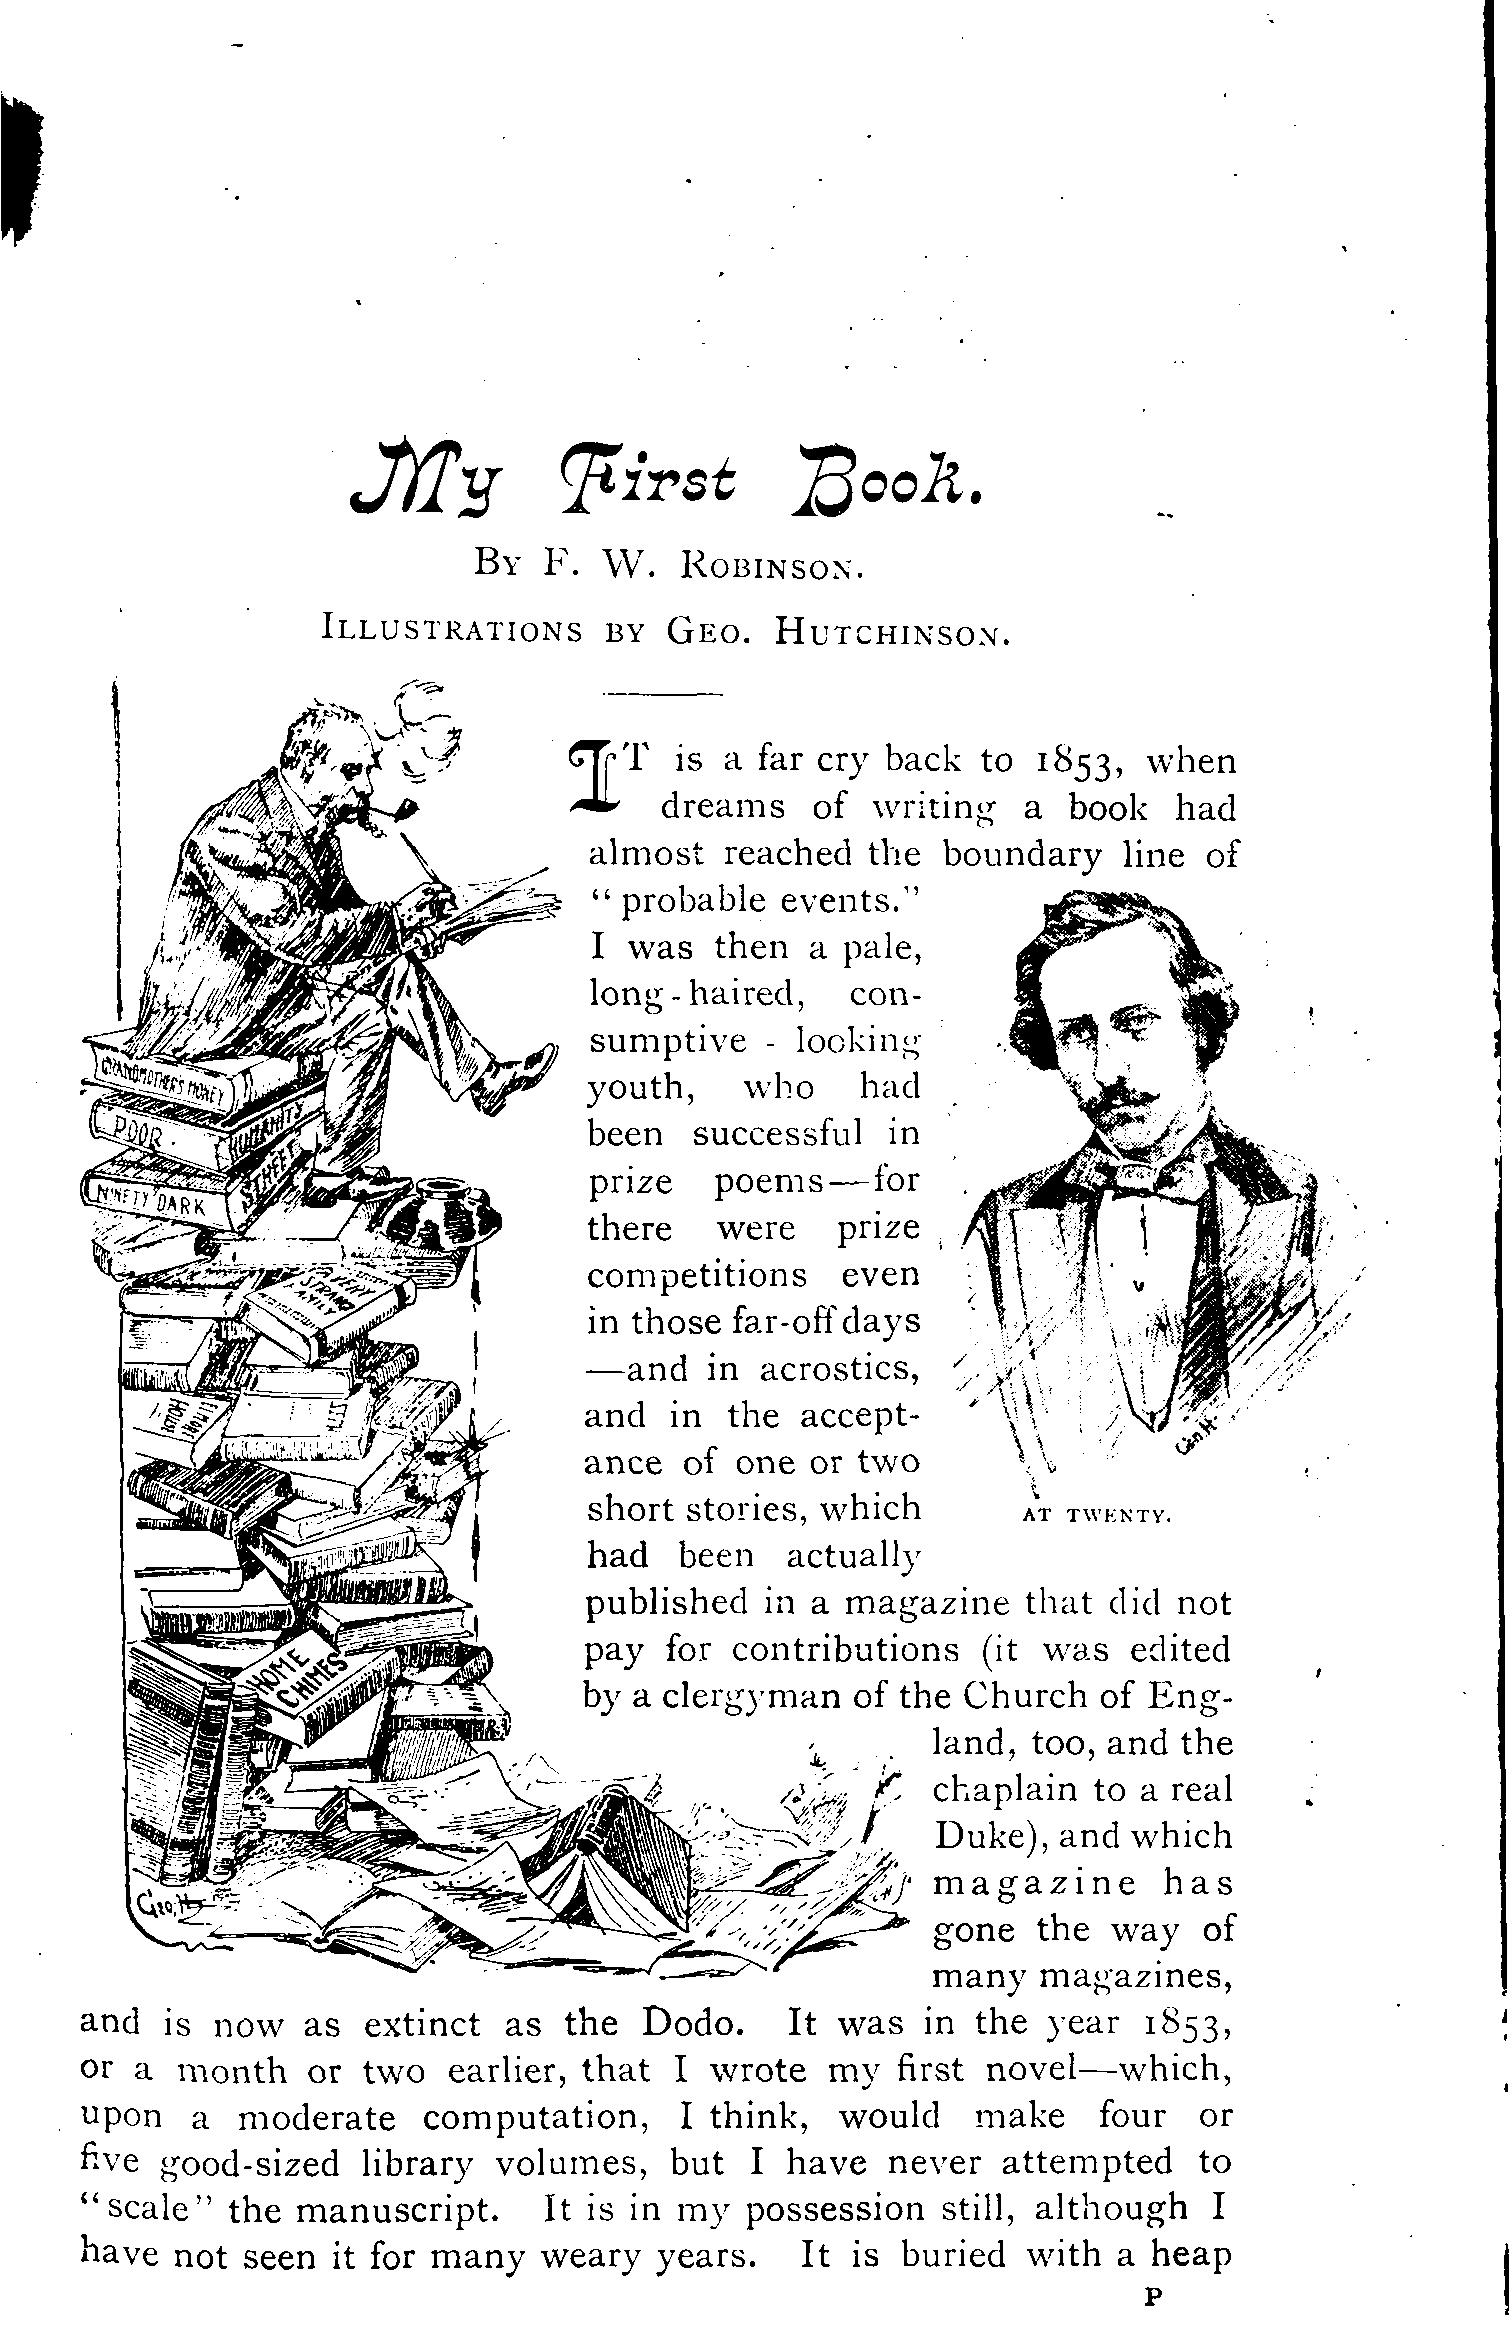 My First Book.
By F. W. Robinson.
Illustrations by Geo. Hutchinson.
IT is a far cry back to 1853, when
dreams of writing a book had
almost reached the boundary line of
“probable events.”
I was then a pale,
long-haired, con-
sumptive-looking
youth, who had
been successful in
prize poems—for
there were prize
competitions even
in those far-off days
—and in acrostics,
and in the accept-
ance of one or two
short stories, which
had been actually
published in a magazine that did not
pay for contributions (it was edited
by a clergyman of the Church of Eng-
land, too, and the
chaplain to a real
Duke), and which
magazine has
gone the way of
many magazines,
and is now as extinct as the Dodo. It was in the year 1853,
or a month or two earlier, that I wrote my first novel—which,
upon a moderate computation, I think, would make four or
five good-sized library volumes, but I have never attempted to
“scale” the manuscript. It is in my possession still, although I
have not seen it for many weary years. It is buried with a heap
P
AT TWENTY.
Geo. H
GRANDMOTHERS MONEY
POOR HUMANITY
No NINETY DARK STREET
HOME
CHIMES
Geo. H